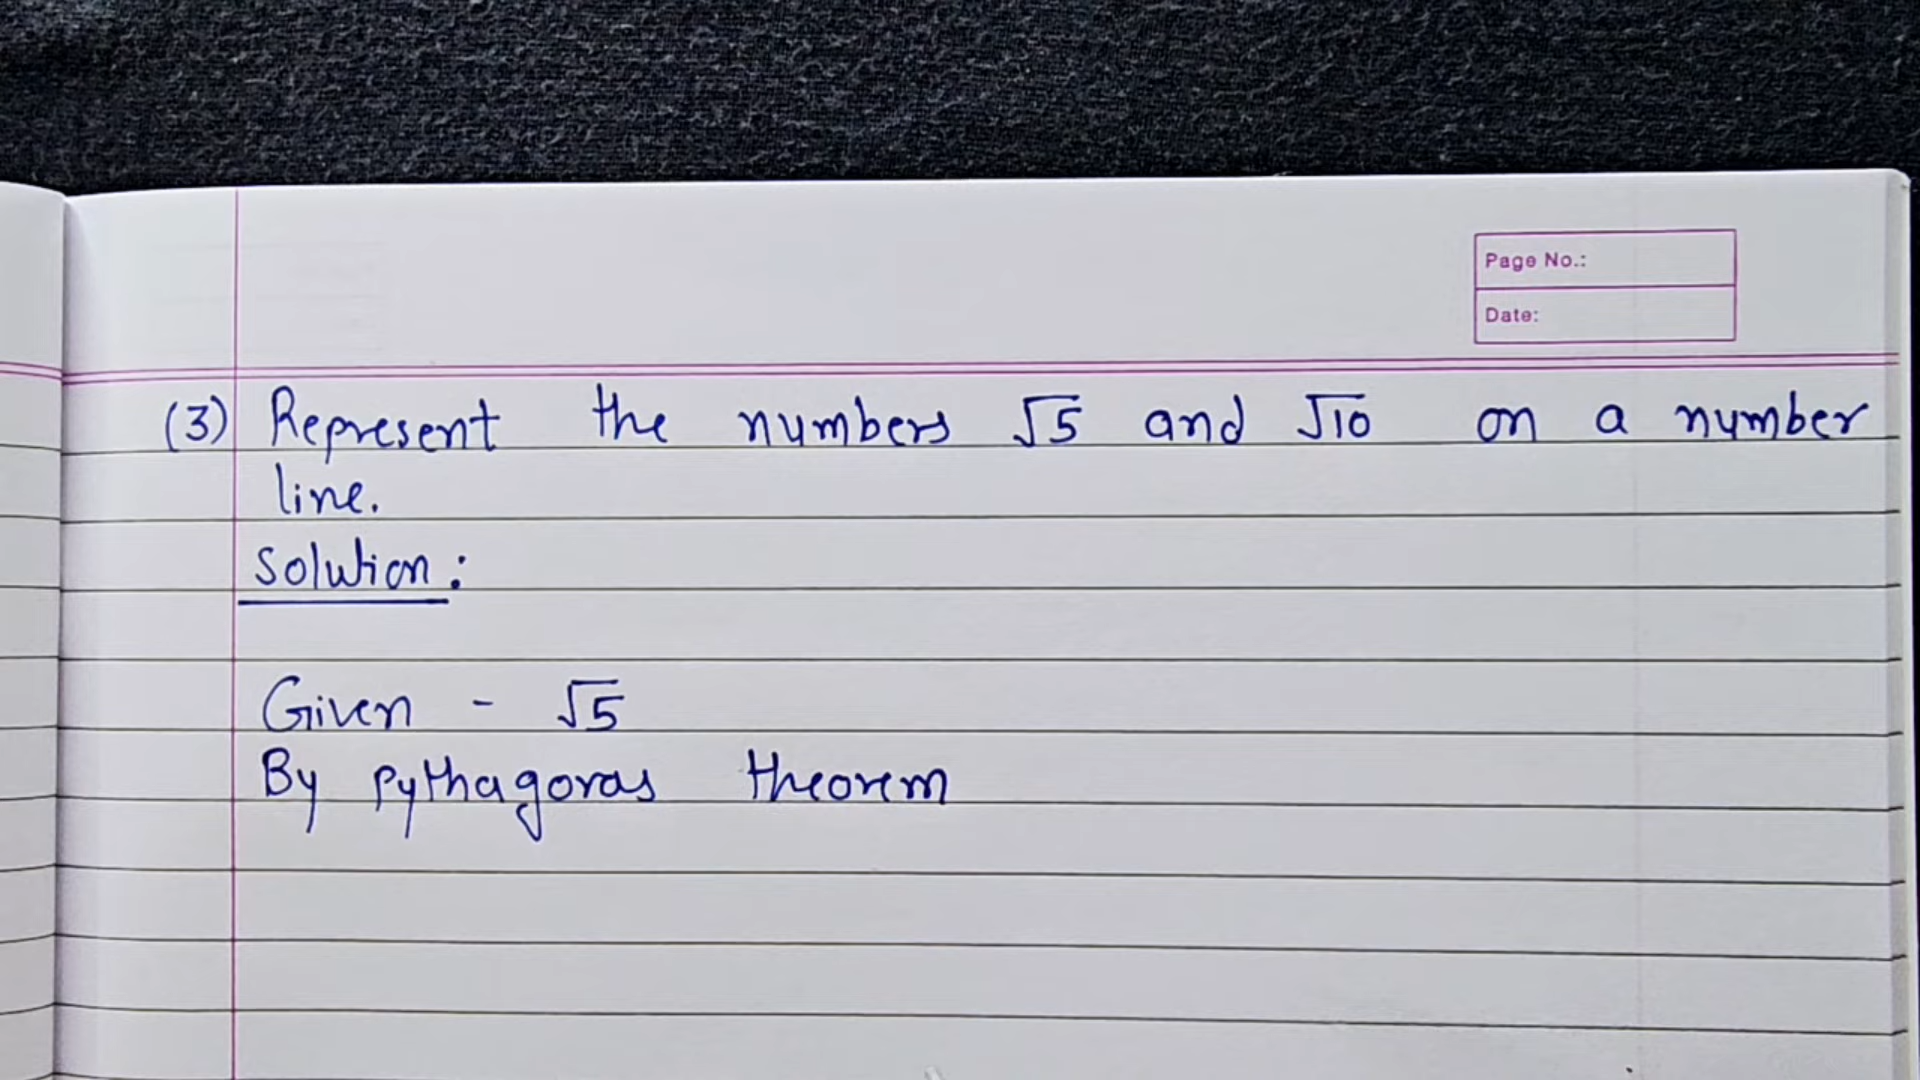 Page No.:
Date:
(3) Represent the numbers √5 and √10 on a number
line.
Solution:
Given - √5
By pythagoras theorem